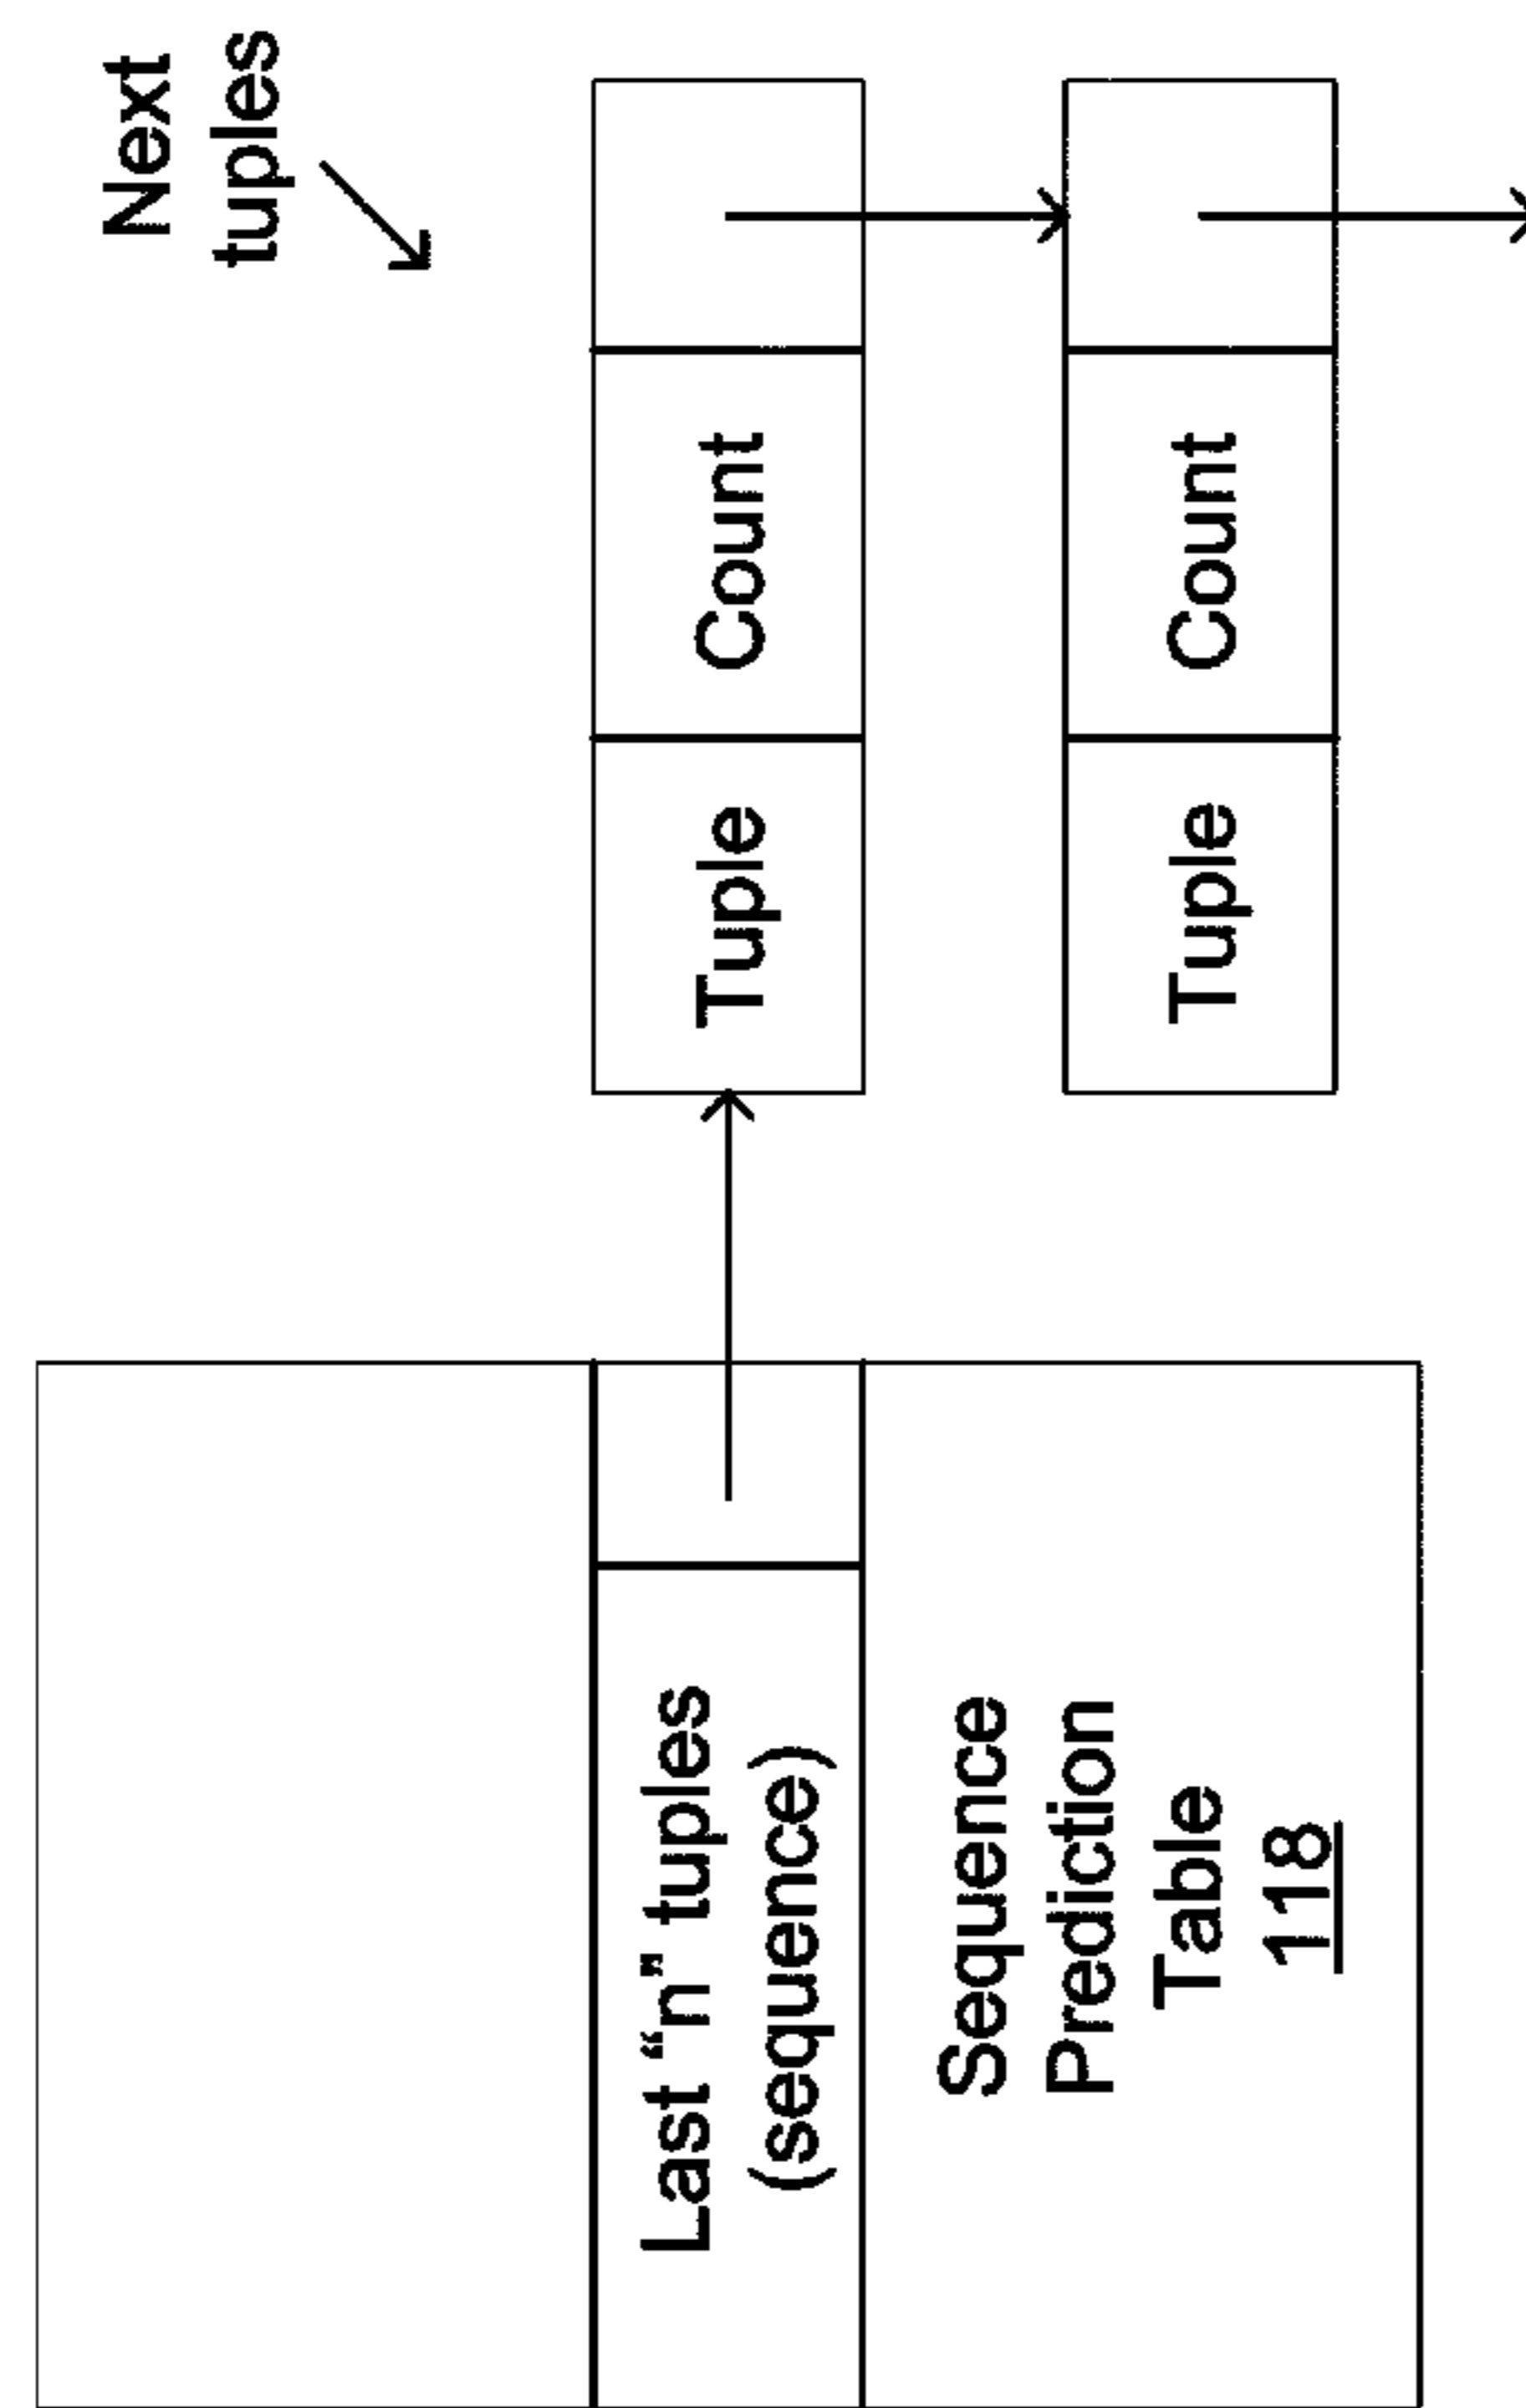 Next
tuples
Last “n” tuples
(sequence)
Tuple
Count
Tuple
Count
Sequence
Prediction
Table
118